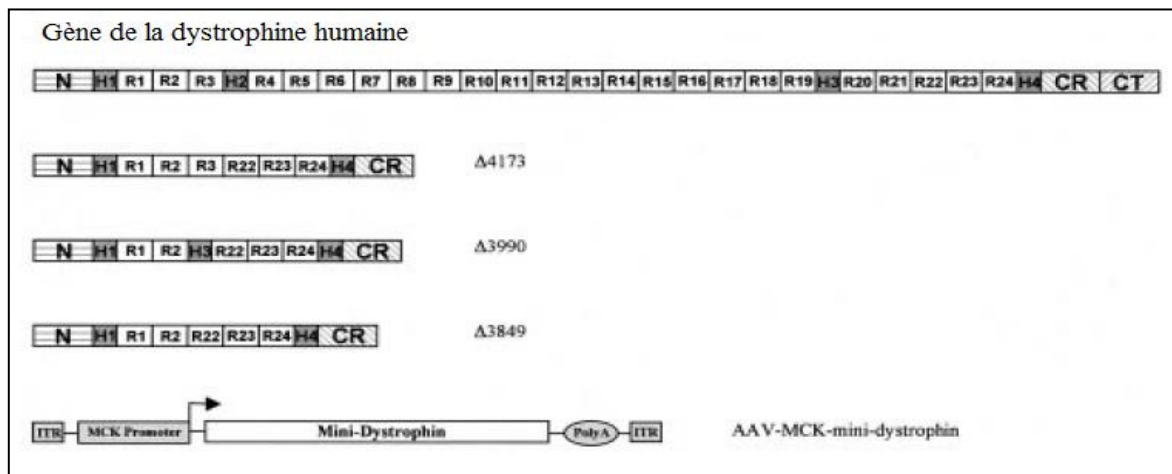 Gène de la dystrophine humaine
N H1 R1 R2 R3 H2 R4 R5 R6 R7 R8 R9 R10 R11 R12 R13 R14 R15 R16 R17 R18 R19 H3 R20 R21 R22 R23 R24 H4 CR CT
N H1 R1 R2 R3 R22 R23 R24 H4 CR Δ4173
N H1 R1 R2 H3 R22 R23 R24 H4 CR Δ3990
N H1 R1 R2 R22 R23 R24 H4 CR Δ3849
ITR MCK Promoter Mini-Dystrophin PolyA ITR AAV-MCK-mini-dystrophin